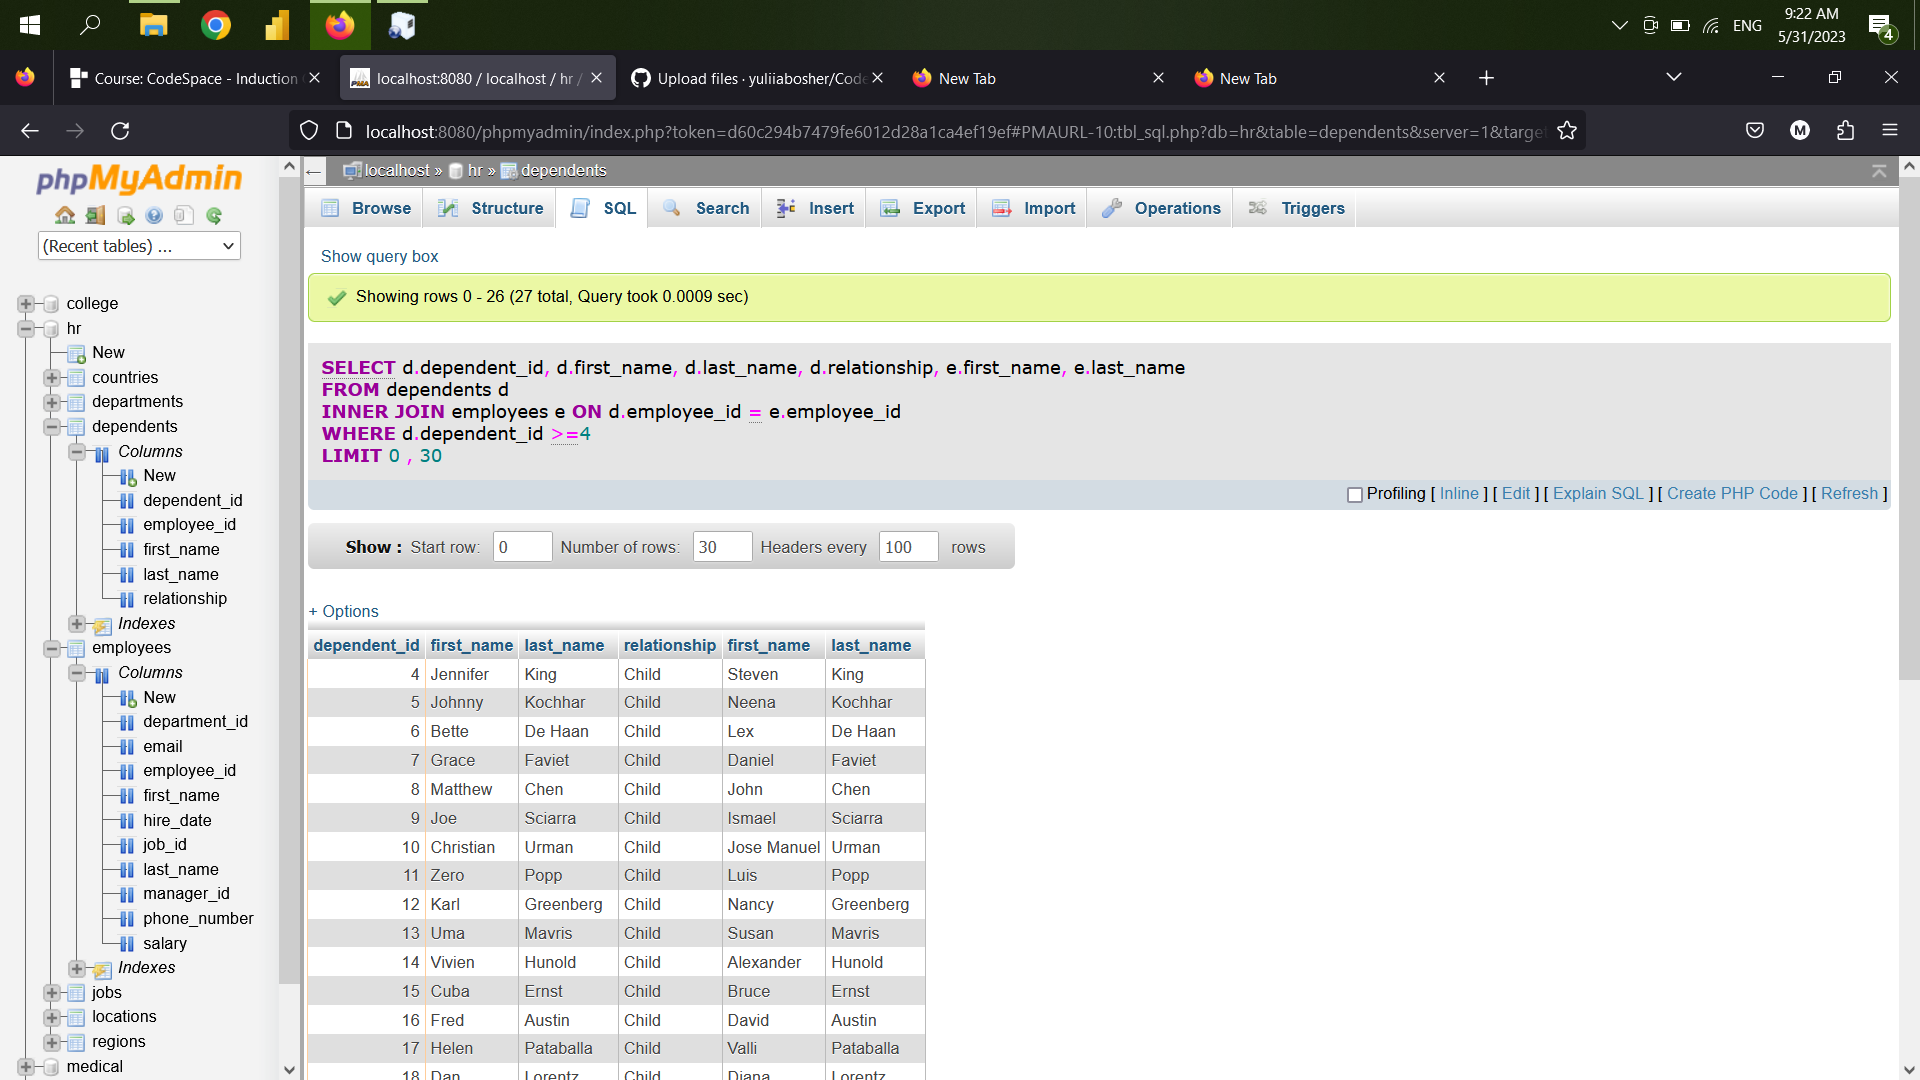 ENG
9:22 AM
5/31/2023
4
Course: CodeSpace - Induction
localhost:8080 / localhost / hr /
Upload files · yuliiabosher/Code
New Tab
New Tab
localhost:8080/phpmyadmin/index.php?token=d60c294b7479fe6012d28a1ca4ef19ef#PMAURL-10:tbl_sql.php?db=hr&table=dependents&server=1&target
M
phpMyAdmin
(Recent tables) ...
college
hr
New
countries
departments
dependents
Columns
New
dependent_id
employee_id
first_name
last_name
relationship
Indexes
employees
Columns
New
department_id
email
employee_id
first_name
hire_date
job_id
last_name
manager_id
phone_number
salary
Indexes
jobs
locations
regions
medical
localhost » hr » dependents
Browse Structure SQL Search Insert Export Import Operations Triggers
Show query box
Showing rows 0 - 26 (27 total, Query took 0.0009 sec)
SELECT d.dependent_id, d.first_name, d.last_name, d.relationship, e.first_name, e.last_name
FROM dependents d
INNER JOIN employees e ON d.employee_id = e.employee_id
WHERE d.dependent_id >=4
LIMIT 0 , 30
Profiling [ Inline ] [ Edit ] [ Explain SQL ] [ Create PHP Code ] [ Refresh ]
Show : Start row: 0 Number of rows: 30 Headers every 100 rows
+ Options
dependent_id first_name last_name relationship first_name last_name
4 Jennifer King Child Steven King
5 Johnny Kochhar Child Neena Kochhar
6 Bette De Haan Child Lex De Haan
7 Grace Faviet Child Daniel Faviet
8 Matthew Chen Child John Chen
9 Joe Sciarra Child Ismael Sciarra
10 Christian Urman Child Jose Manuel Urman
11 Zero Popp Child Luis Popp
12 Karl Greenberg Child Nancy Greenberg
13 Uma Mavris Child Susan Mavris
14 Vivien Hunold Child Alexander Hunold
15 Cuba Ernst Child Bruce Ernst
16 Fred Austin Child David Austin
17 Helen Pataballa Child Valli Pataballa
18 Dan Lorentz Child Diana Lorentz